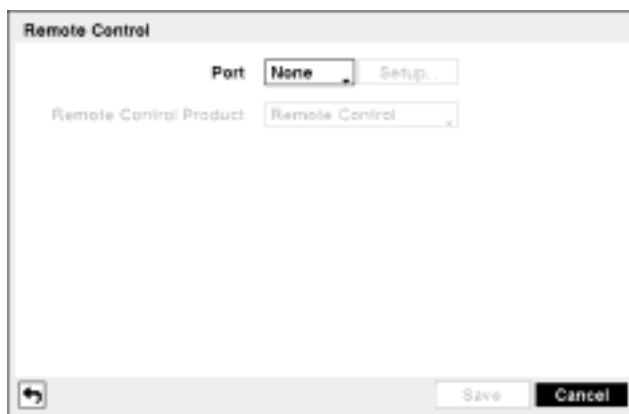 Remote Control
Port None Setup...
Remote Control Product Remote Control
Save Cancel